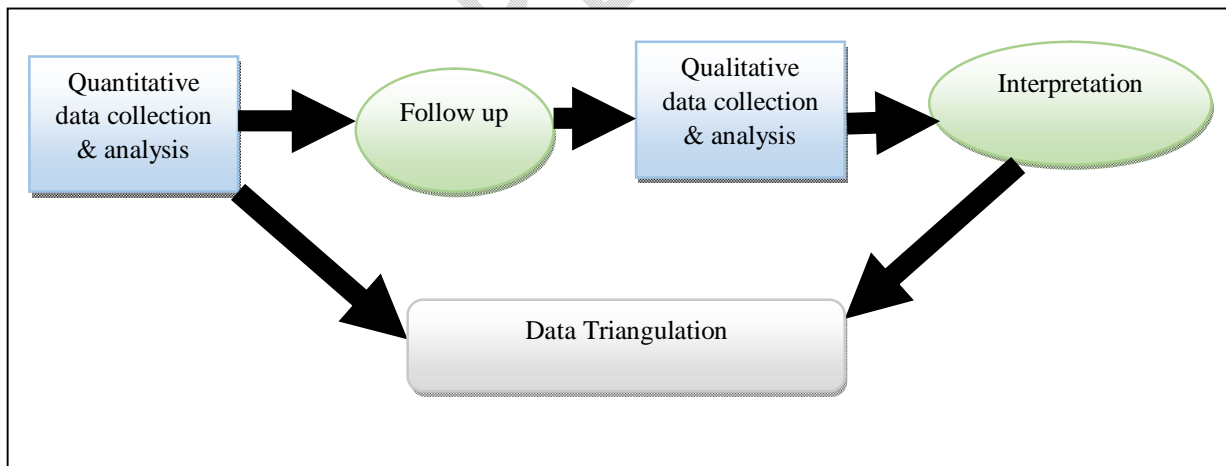 Quantitative
data collection
& analysis
Follow up
Qualitative
data collection
& analysis
Interpretation
Data Triangulation